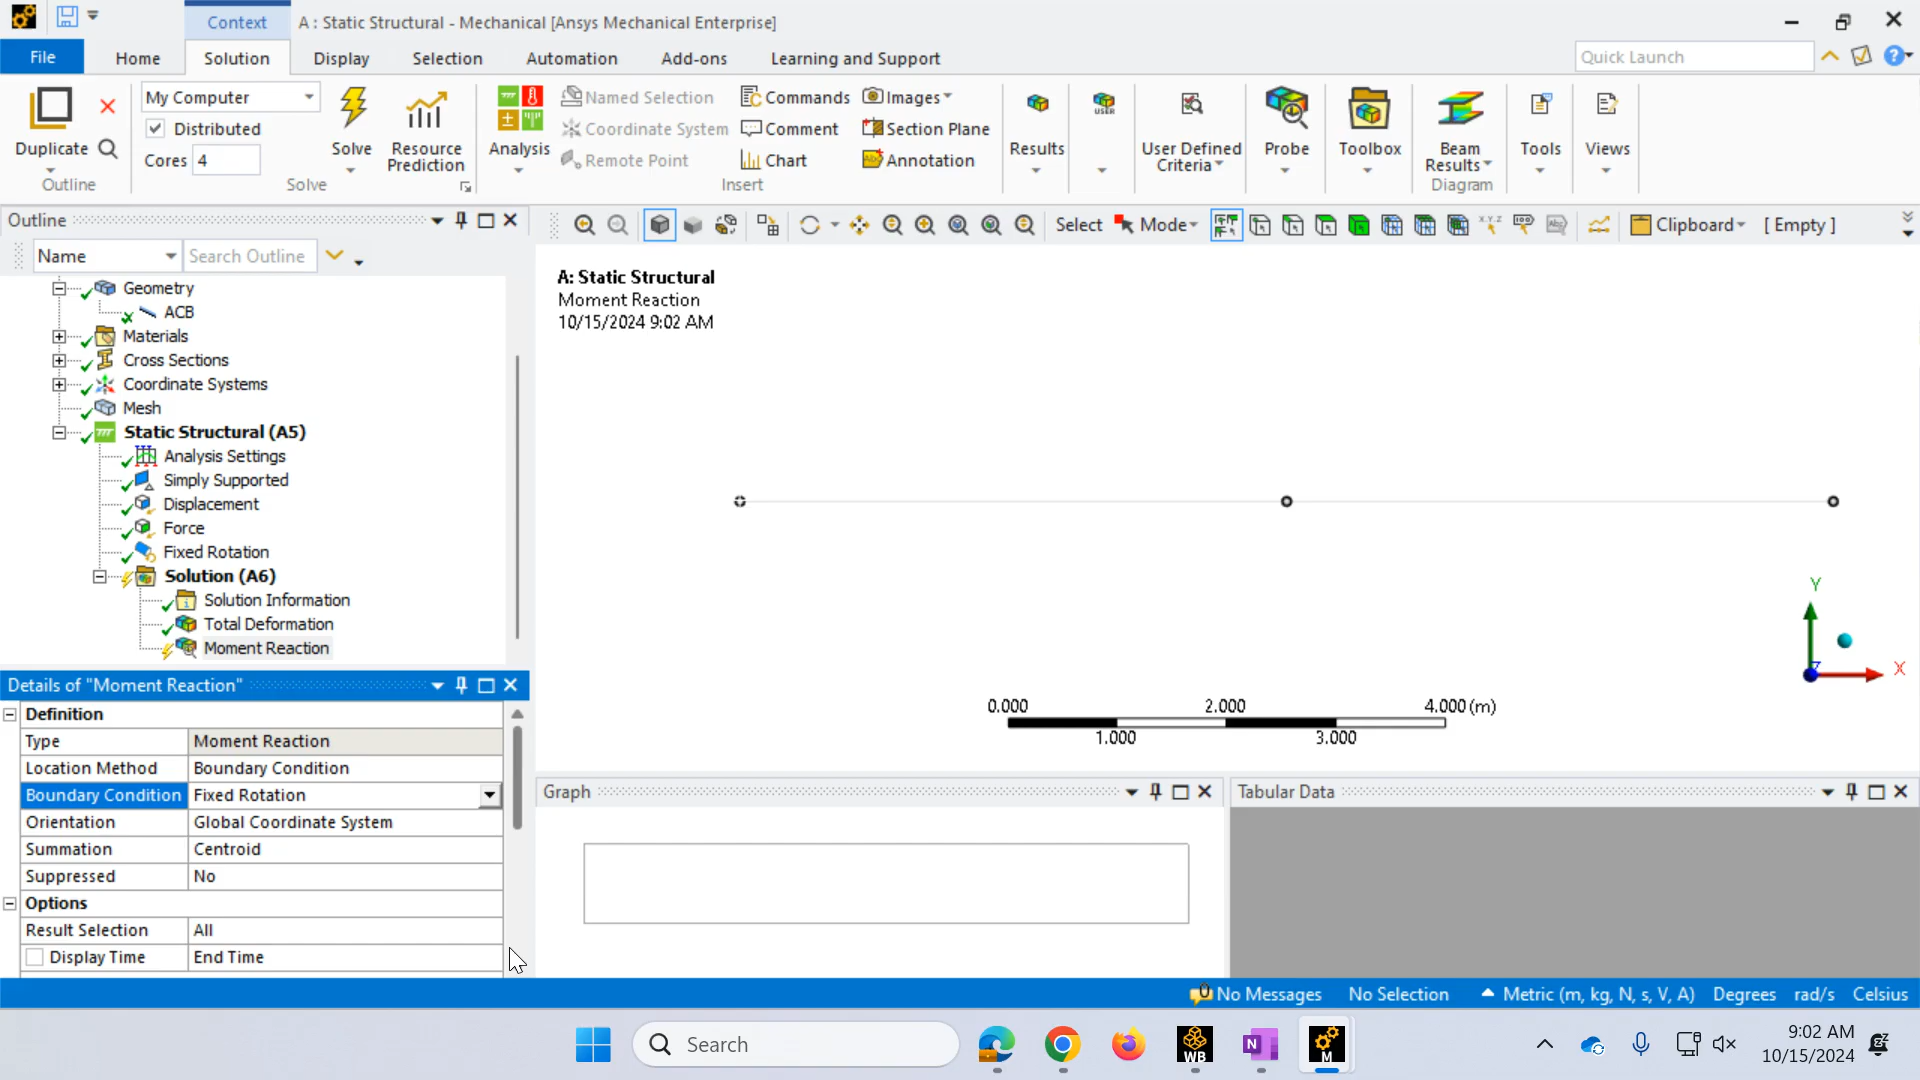 Context
A : Static Structural - Mechanical [Ansys Mechanical Enterprise]
File
Home
Solution
Display
Selection
Automation
Add-ons
Learning and Support
Quick Launch
Duplicate
Outline
My Computer
Distributed
Cores 4
Solve
Resource
Prediction
Solve
Analysis
Named Selection
Coordinate System
Remote Point
Commands
Comment
Chart
Images
Section Plane
Annotation
Insert
Results
USER
User Defined
Criteria
Probe
Toolbox
Beam
Results
Diagram
Tools
Views
Outline
Name
Search Outline
Select
Mode
Clipboard
[ Empty ]
Geometry
ACB
Materials
Cross Sections
Coordinate Systems
Mesh
Static Structural (A5)
Analysis Settings
Simply Supported
Displacement
Force
Fixed Rotation
Solution (A6)
Solution Information
Total Deformation
Moment Reaction
A: Static Structural
Moment Reaction
10/15/2024 9:02 AM
Y
Z
X
0.000 2.000 4.000 (m)
1.000 3.000
Details of "Moment Reaction"
Definition
Type Moment Reaction
Location Method Boundary Condition
Boundary Condition Fixed Rotation
Orientation Global Coordinate System
Summation Centroid
Suppressed No
Options
Result Selection All
Display Time End Time
Graph
Tabular Data
No Messages
No Selection
Metric (m, kg, N, s, V, A)
Degrees
rad/s
Celsius
Search
WB
N
M
9:02 AM
10/15/2024